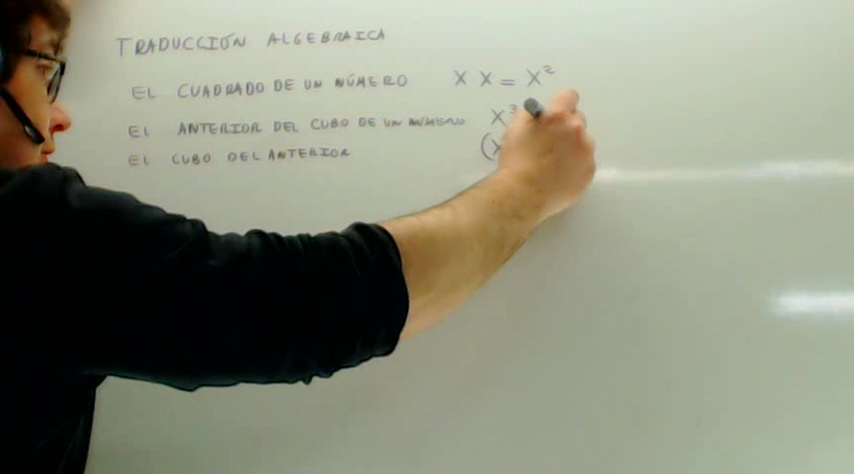 TRADUCCIÓN ALGEBRAICA
EL CUADRADO DE UN NÚMERO X X = X²
EL ANTERIOR DEL CUBO DE UN NUMERO X³
EL CUBO DEL ANTERIOR (X